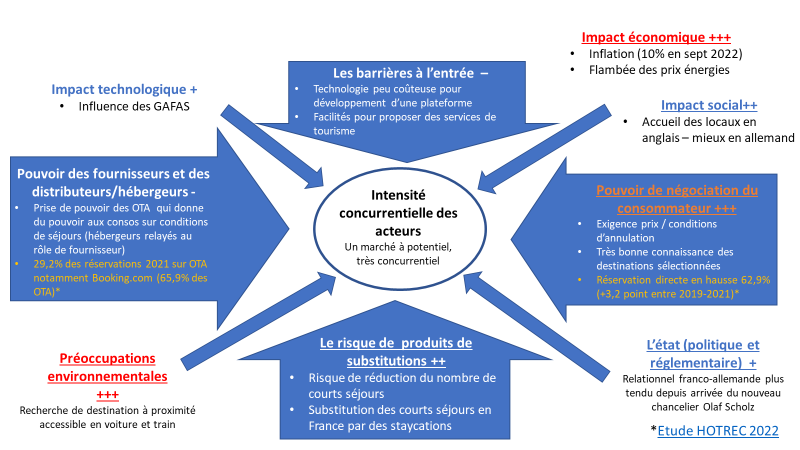 Impact économique +++
• Inflation (10% en sept 2022)
• Flambée des prix énergies
Les barrières à l’entrée –
• Technologie peu coûteuse pour
développement d’une plateforme
• Facilités pour proposer des services de
tourisme
Impact technologique +
• Influence des GAFAS
Impact social++
• Accueil des locaux en
anglais – mieux en allemand
Pouvoir des fournisseurs et des
distributeurs/hébergeurs -
• Prise de pouvoir des OTA qui donne
du pouvoir aux consos sur conditions
de séjours (hébergeurs relayés au
rôle de fournisseur)
• 29,2% des réservations 2021 sur OTA
notamment Booking.com (65,9% des
OTA)*
Intensité
concurrentielle des
acteurs
Un marché à potentiel,
très concurrentiel
Pouvoir de négociation du
consommateur +++
• Exigence prix / conditions
d’annulation
• Très bonne connaissance des
destinations sélectionnées
• Réservation directe en hausse 62,9%
(+3,2 point entre 2019-2021)*
Préoccupations
environnementales
+++
Recherche de destination à proximité
accessible en voiture et train
Le risque de produits de
substitutions ++
• Risque de réduction du nombre de
courts séjours
• Substitution des courts séjours en
France par des staycations
L’état (politique et
réglementaire) +
Relationnel franco-allemande plus
tendu depuis arrivée du nouveau
chancelier Olaf Scholz
*Etude HOTREC 2022